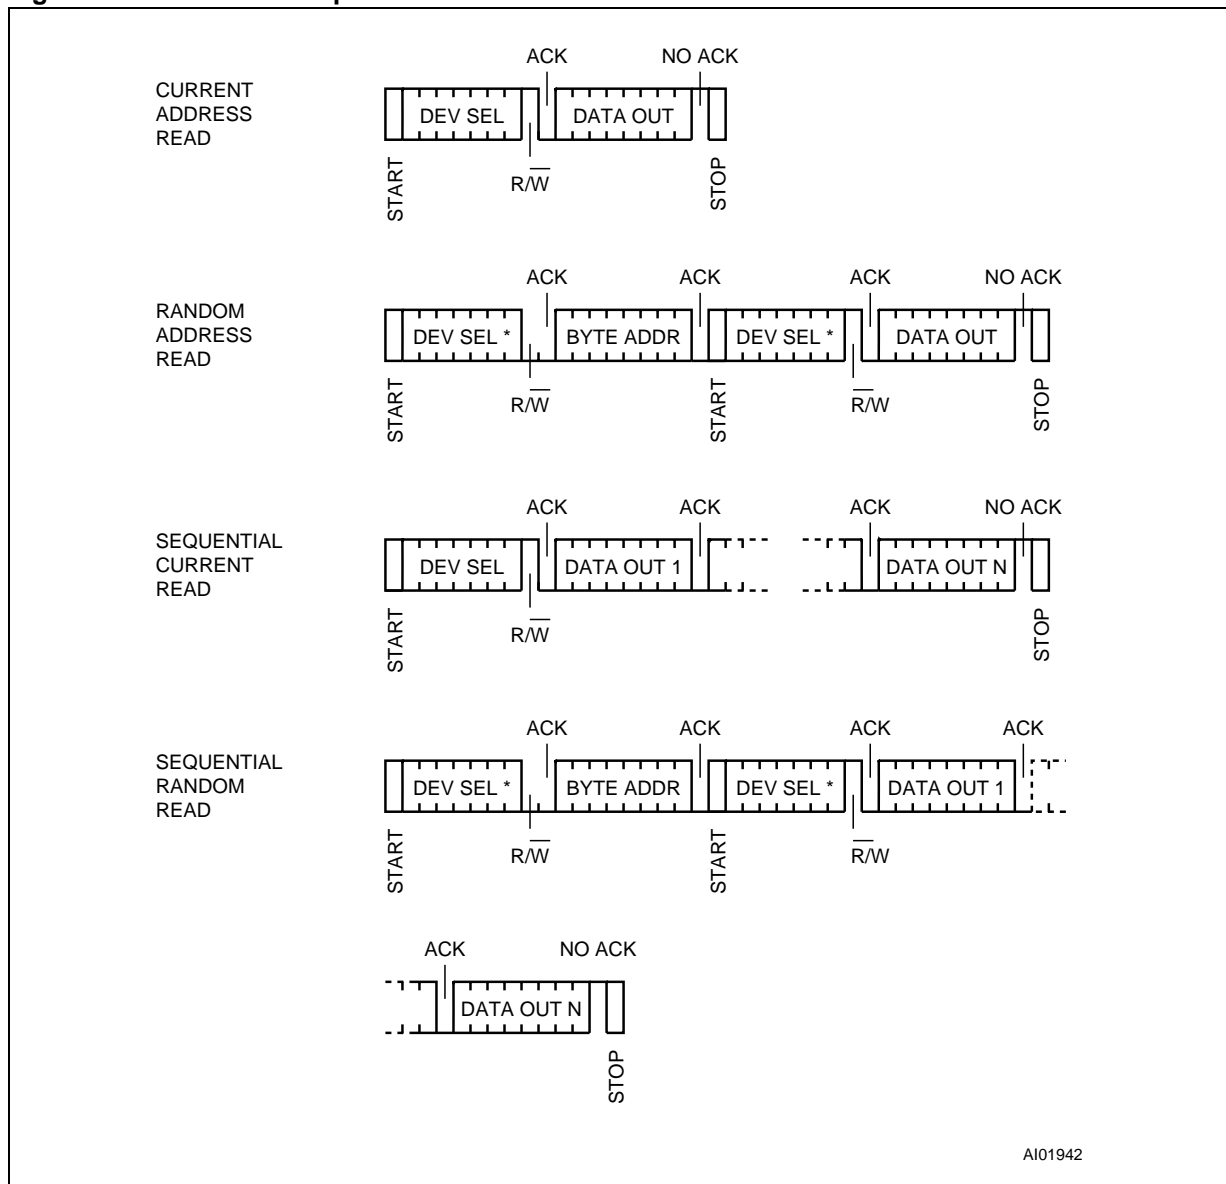 ACK NO ACK
CURRENT
ADDRESS
READ
DEV SEL DATA OUT
START R/W̅ STOP
ACK ACK ACK NO ACK
RANDOM
ADDRESS
READ
DEV SEL * BYTE ADDR DEV SEL * DATA OUT
START R/W̅ START R̅/W STOP
ACK ACK ACK NO ACK
SEQUENTIAL
CURRENT
READ
DEV SEL DATA OUT 1 DATA OUT N
START R/W̅ STOP
ACK ACK ACK ACK
SEQUENTIAL
RANDOM
READ
DEV SEL * BYTE ADDR DEV SEL * DATA OUT 1
START R/W̅ START R̅/W
ACK NO ACK
DATA OUT N
STOP
AI01942